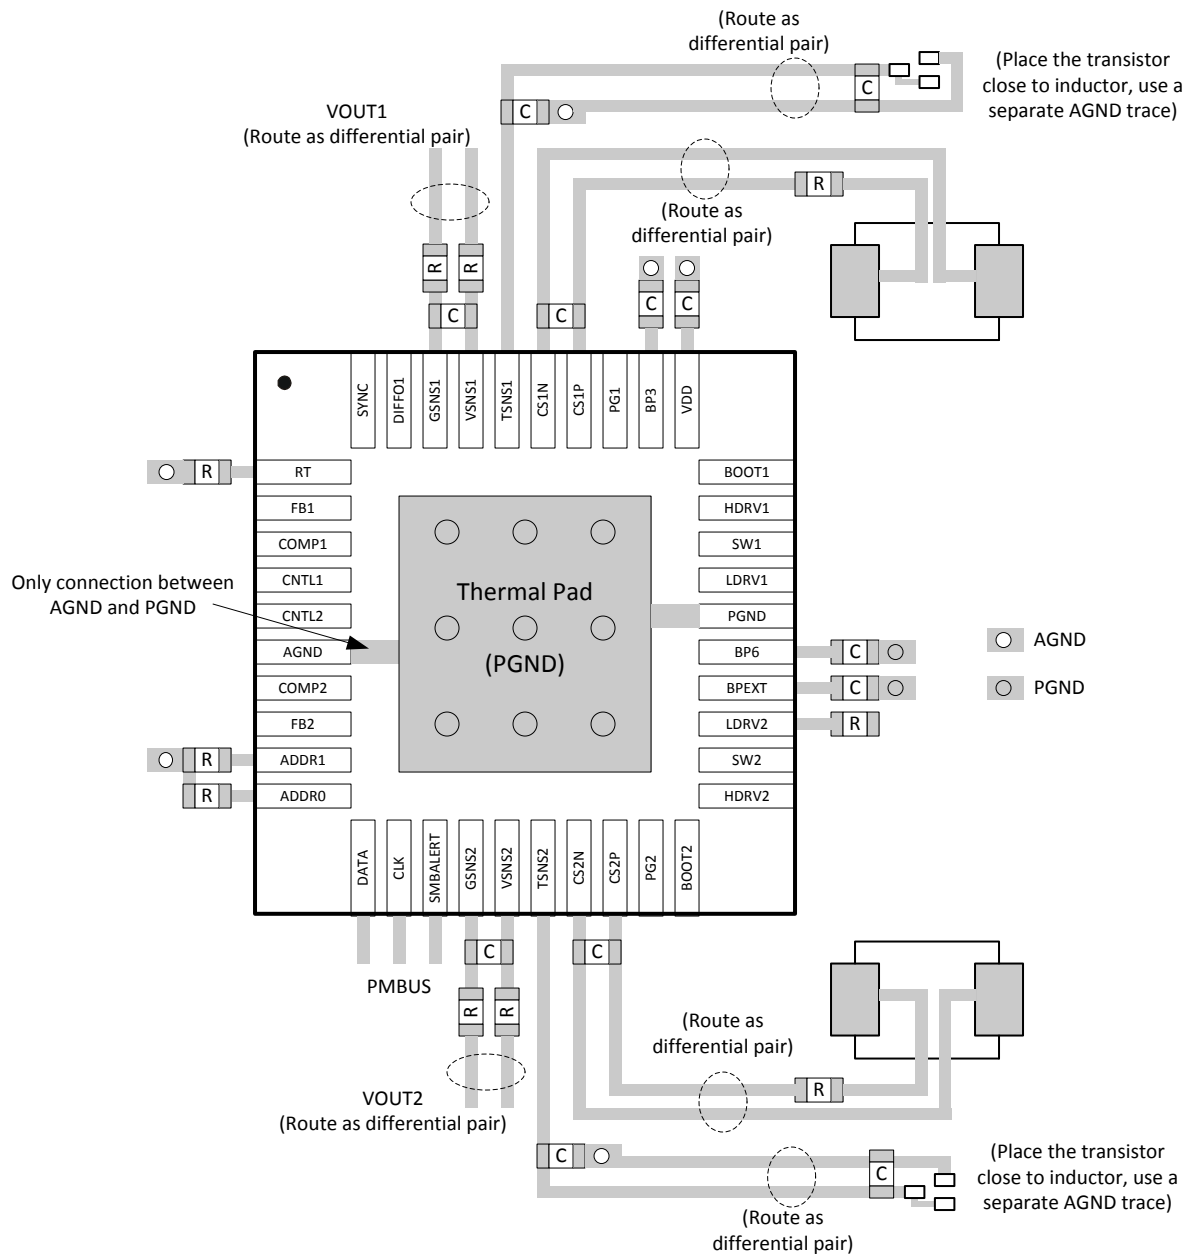 (Route as
differential pair)
(Place the transistor
close to inductor, use a
separate AGND trace)
C
C
VOUT1
(Route as differential pair)
R
(Route as
differential pair)
R
R
C
C
C
C
SYNC
DIFFO1
GSNS1
VSNS1
TSNS1
CS1N
CS1P
PG1
BP3
VDD
R
RT
FB1
COMP1
CNTL1
CNTL2
AGND
COMP2
FB2
R
ADDR1
R
ADDR0
Only connection between
AGND and PGND
Thermal Pad
(PGND)
BOOT1
HDRV1
SW1
LDRV1
PGND
BP6
C
BPEXT
C
LDRV2
R
SW2
HDRV2
AGND
PGND
DATA
CLK
SMBALERT
GSNS2
VSNS2
TSNS2
CS2N
CS2P
PG2
BOOT2
C
C
PMBUS
R
R
(Route as
differential pair)
R
VOUT2
(Route as differential pair)
C
C
(Place the transistor
close to inductor, use a
separate AGND trace)
(Route as
differential pair)